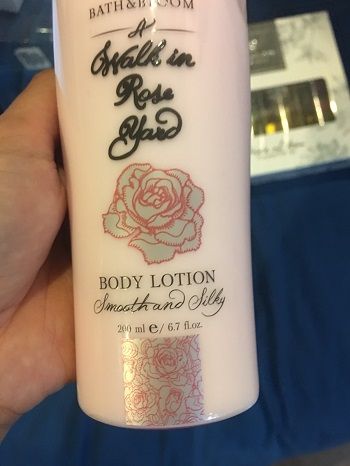 BATH&BLOOM
A
Walk in
Rose
Yard
BODY LOTION
Smooth and Silky
200 ml e / 6.7 fl.oz.